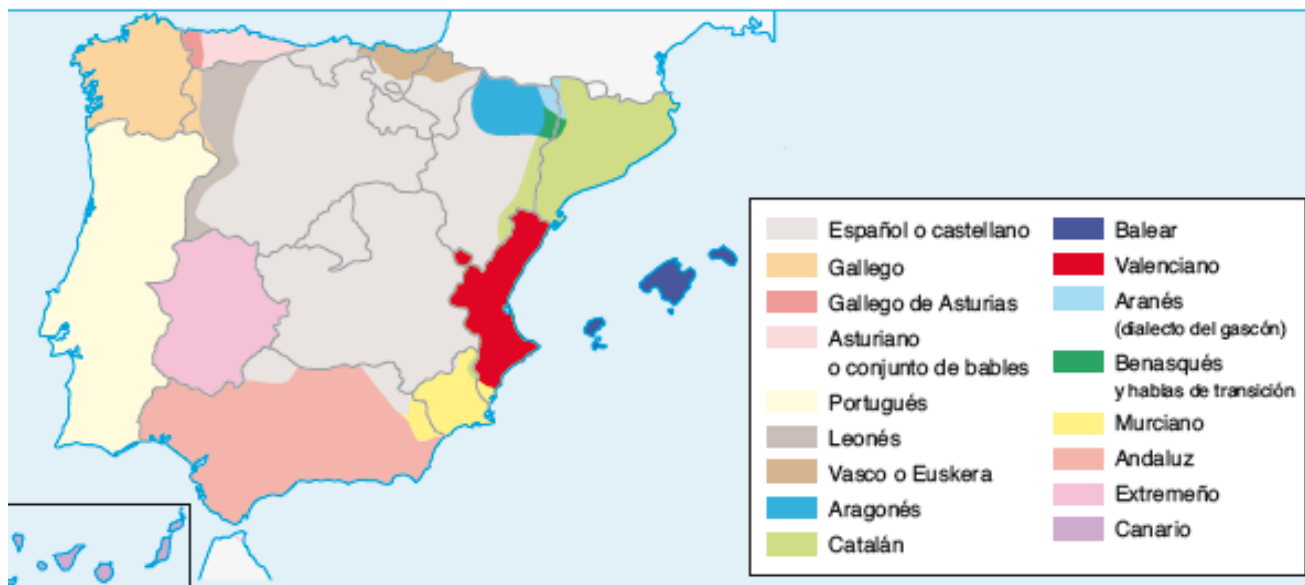 Español o castellano
Gallego
Gallego de Asturias
Asturiano
o conjunto de bables
Portugués
Leonés
Vasco o Euskera
Aragonés
Catalán
Balear
Valenciano
Aranés
(dialecto del gascón)
Benasqués
y hablas de transición
Murciano
Andaluz
Extremeño
Canario